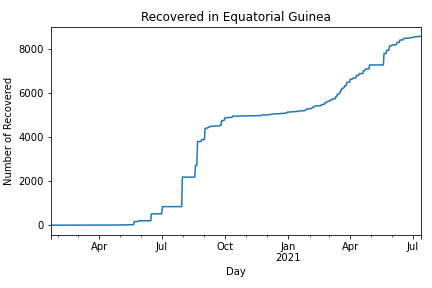 Recovered in Equatorial Guinea
Number of Recovered
8000
6000
4000
2000
0
Apr Jul Oct Jan Apr Jul
2021
Day